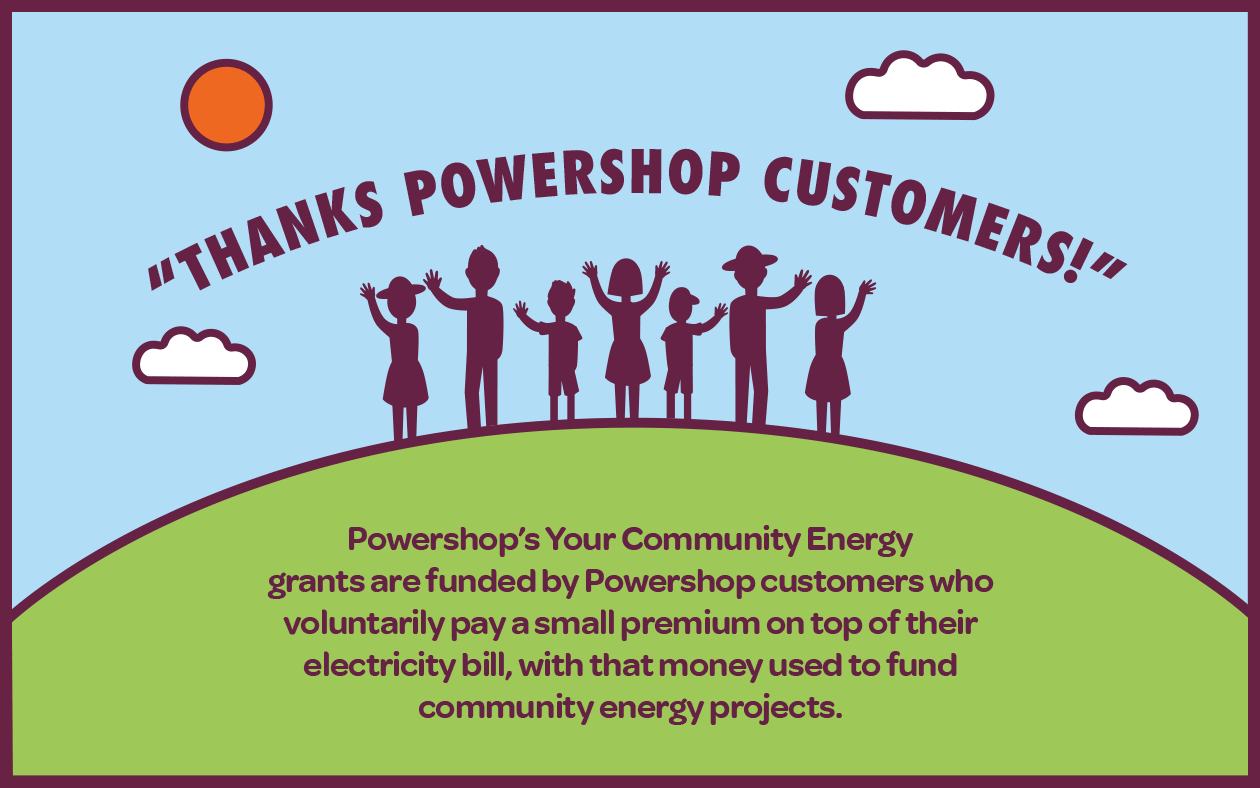 “THANKS POWERSHOP CUSTOMERS!”
Powershop’s Your Community Energy
grants are funded by Powershop customers who
voluntarily pay a small premium on top of their
electricity bill, with that money used to fund
community energy projects.